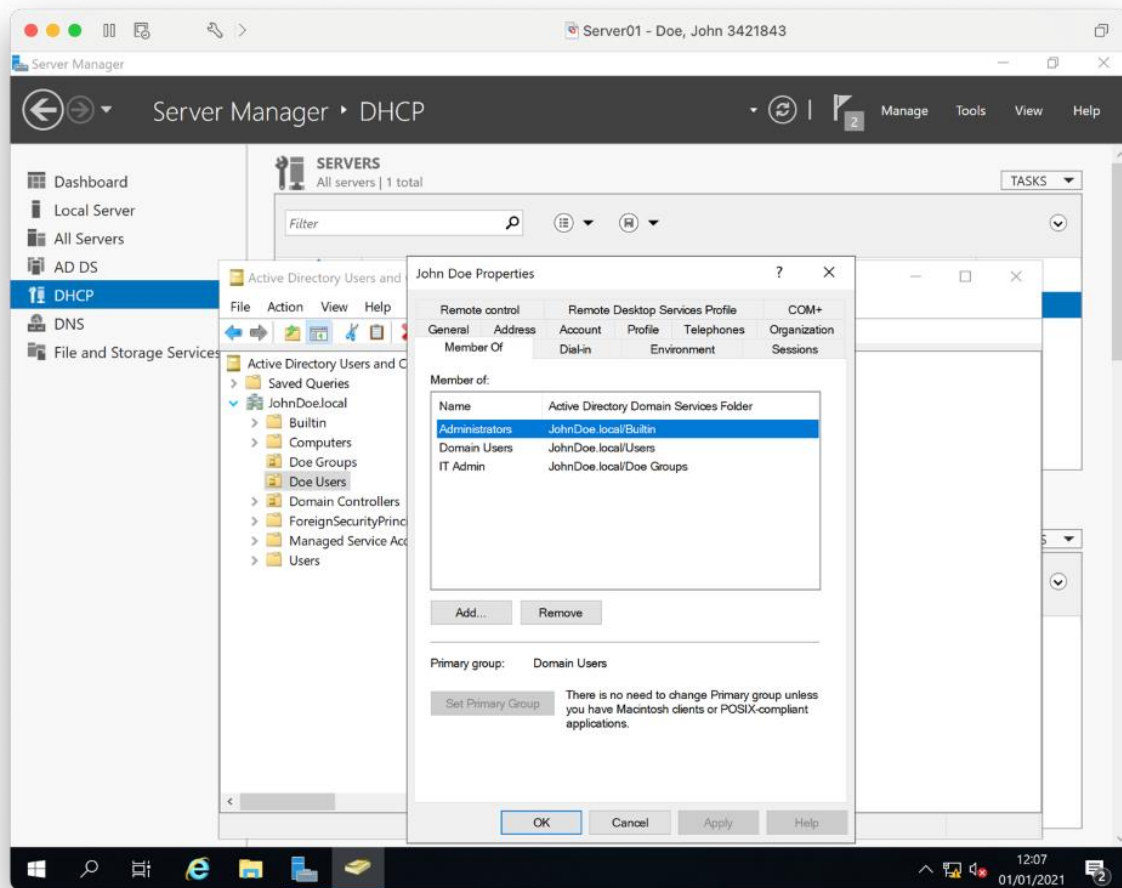 Server01 - Doe, John 3421843
Server Manager
Server Manager • DHCP
2
Manage Tools View Help
Dashboard
Local Server
All Servers
AD DS
DHCP
DNS
File and Storage Services
SERVERS
All servers | 1 total
TASKS
Filter
Active Directory Users and
File Action View Help
Active Directory Users and C
Saved Queries
JohnDoe.local
Builtin
Computers
Doe Groups
Doe Users
Domain Controllers
ForeignSecurityPrinci
Managed Service Acc
Users
John Doe Properties
Remote control Remote Desktop Services Profile COM+
General Address Account Profile Telephones Organization
Member Of Dial-in Environment Sessions
Member of:
Name Active Directory Domain Services Folder
Administrators JohnDoe.local/Builtin
Domain Users JohnDoe.local/Users
IT Admin JohnDoe.local/Doe Groups
Add... Remove
Primary group: Domain Users
Set Primary Group
There is no need to change Primary group unless
you have Macintosh clients or POSIX-compliant
applications.
OK Cancel Apply Help
12:07
01/01/2021
2